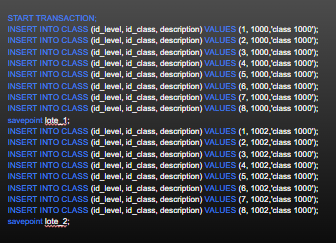 START TRANSACTION;
INSERT INTO CLASS (id_level, id_class, description) VALUES (1, 1000,'class 1000');
INSERT INTO CLASS (id_level, id_class, description) VALUES (2, 1000,'class 1000');
INSERT INTO CLASS (id_level, id_class, description) VALUES (3, 1000,'class 1000');
INSERT INTO CLASS (id_level, id_class, description) VALUES (4, 1000,'class 1000');
INSERT INTO CLASS (id_level, id_class, description) VALUES (5, 1000,'class 1000');
INSERT INTO CLASS (id_level, id_class, description) VALUES (6, 1000,'class 1000');
INSERT INTO CLASS (id_level, id_class, description) VALUES (7, 1000,'class 1000');
INSERT INTO CLASS (id_level, id_class, description) VALUES (8, 1000,'class 1000');
savepoint lote_1;
INSERT INTO CLASS (id_level, id_class, description) VALUES (1, 1002,'class 1000');
INSERT INTO CLASS (id_level, id_class, description) VALUES (2, 1002,'class 1000');
INSERT INTO CLASS (id_level, id_class, description) VALUES (3, 1002,'class 1000');
INSERT INTO CLASS (id_level, id_class, description) VALUES (4, 1002,'class 1000');
INSERT INTO CLASS (id_level, id_class, description) VALUES (5, 1002,'class 1000');
INSERT INTO CLASS (id_level, id_class, description) VALUES (6, 1002,'class 1000');
INSERT INTO CLASS (id_level, id_class, description) VALUES (7, 1002,'class 1000');
INSERT INTO CLASS (id_level, id_class, description) VALUES (8, 1002,'class 1000');
savepoint lote_2;